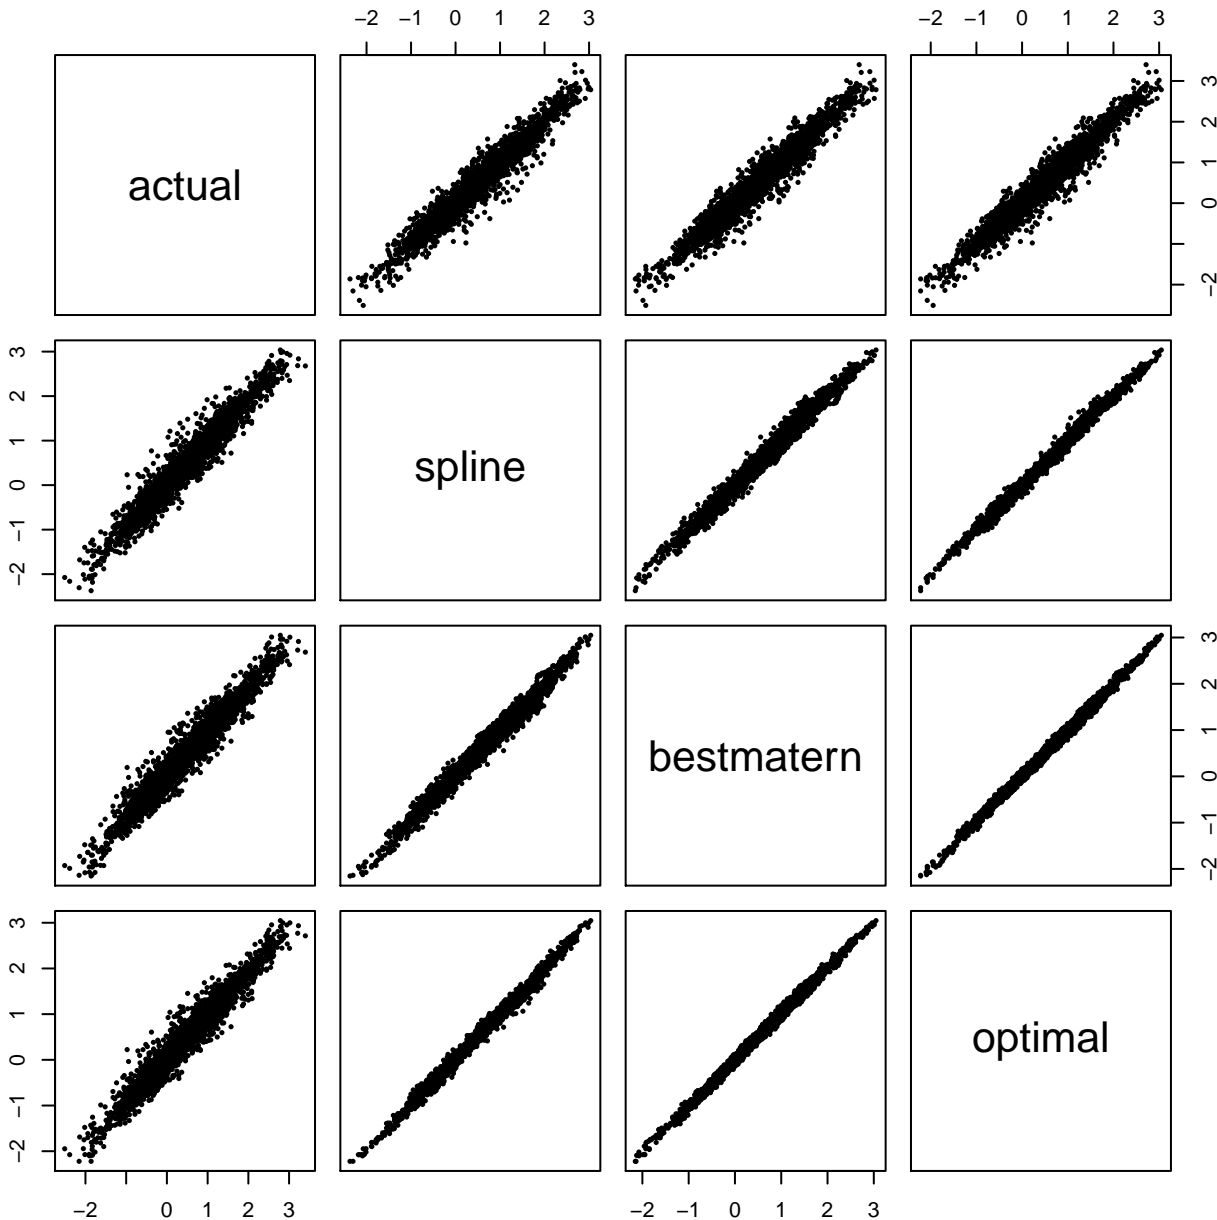 −2 −1 0 1 2 3 −2 −1 0 1 2 3
actual
−2 0 1 2 3
−2 −1 0 1 2 3
spline
bestmatern
−2 −1 0 1 2 3
−2 −1 0 1 2 3
optimal
−2 0 1 2 3 −2 −1 0 1 2 3